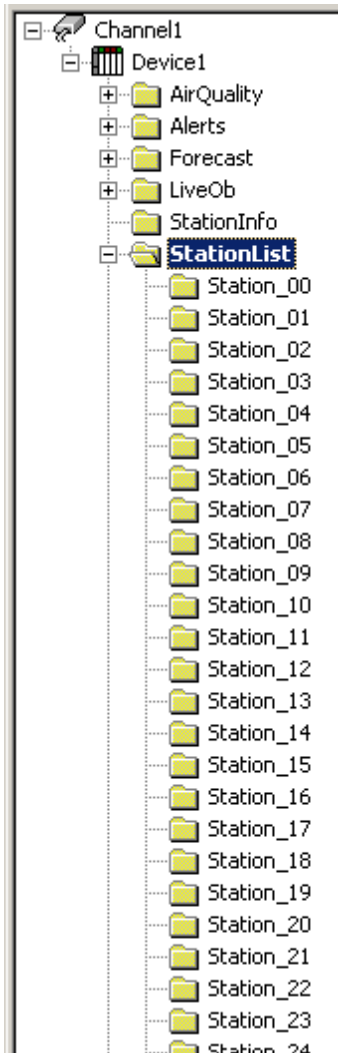 Channel1
Device1
AirQuality
Alerts
Forecast
LiveOb
StationInfo
StationList
Station_00
Station_01
Station_02
Station_03
Station_04
Station_05
Station_06
Station_07
Station_08
Station_09
Station_10
Station_11
Station_12
Station_13
Station_14
Station_15
Station_16
Station_17
Station_18
Station_19
Station_20
Station_21
Station_22
Station_23
Station_24